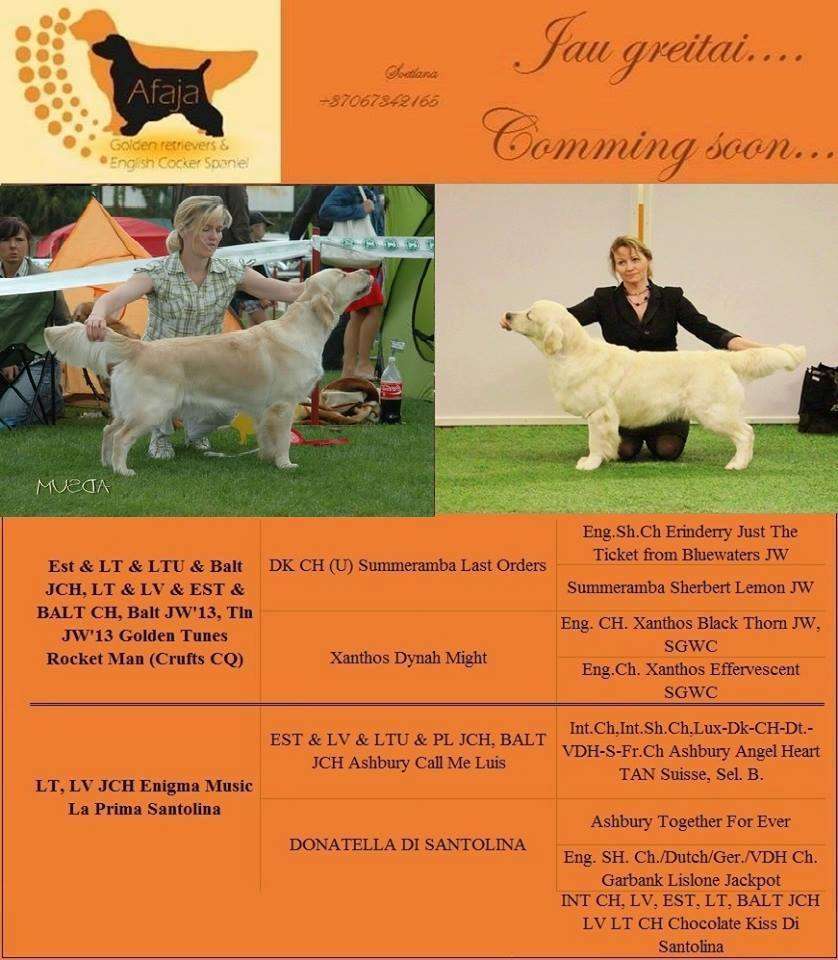 Afaja
Golden retrievers &
English Cocker Spaniel
Svetlana
+37067342165
Jau greitai....
Comming soon...
MUEDA
Est & LT & LTU & Balt
JCH, LT & LV & EST &
BALT CH, Balt JW'13, Tln
JW'13 Golden Tunes
Rocket Man (Crufts CQ)
DK CH (U) Summeramba Last Orders
Eng.Sh.Ch Erinderry Just The
Ticket from Bluewaters JW
Summeramba Sherbert Lemon JW
Xanthos Dynah Might
Eng. CH. Xanthos Black Thorn JW,
SGWC
Eng.Ch. Xanthos Effervescent
SGWC
LT, LV JCH Enigma Music
La Prima Santolina
EST & LV & LTU & PL JCH, BALT
JCH Ashbury Call Me Luis
Int.Ch,Int.Sh.Ch,Lux-Dk-CH-Dt.-
VDH-S-Fr.Ch Ashbury Angel Heart
TAN Suisse, Sel. B.
Ashbury Together For Ever
DONATELLA DI SANTOLINA
Eng. SH. Ch./Dutch/Ger./VDH Ch.
Garbank Lislone Jackpot
INT CH, LV, EST, LT, BALT JCH
LV LT CH Chocolate Kiss Di
Santolina